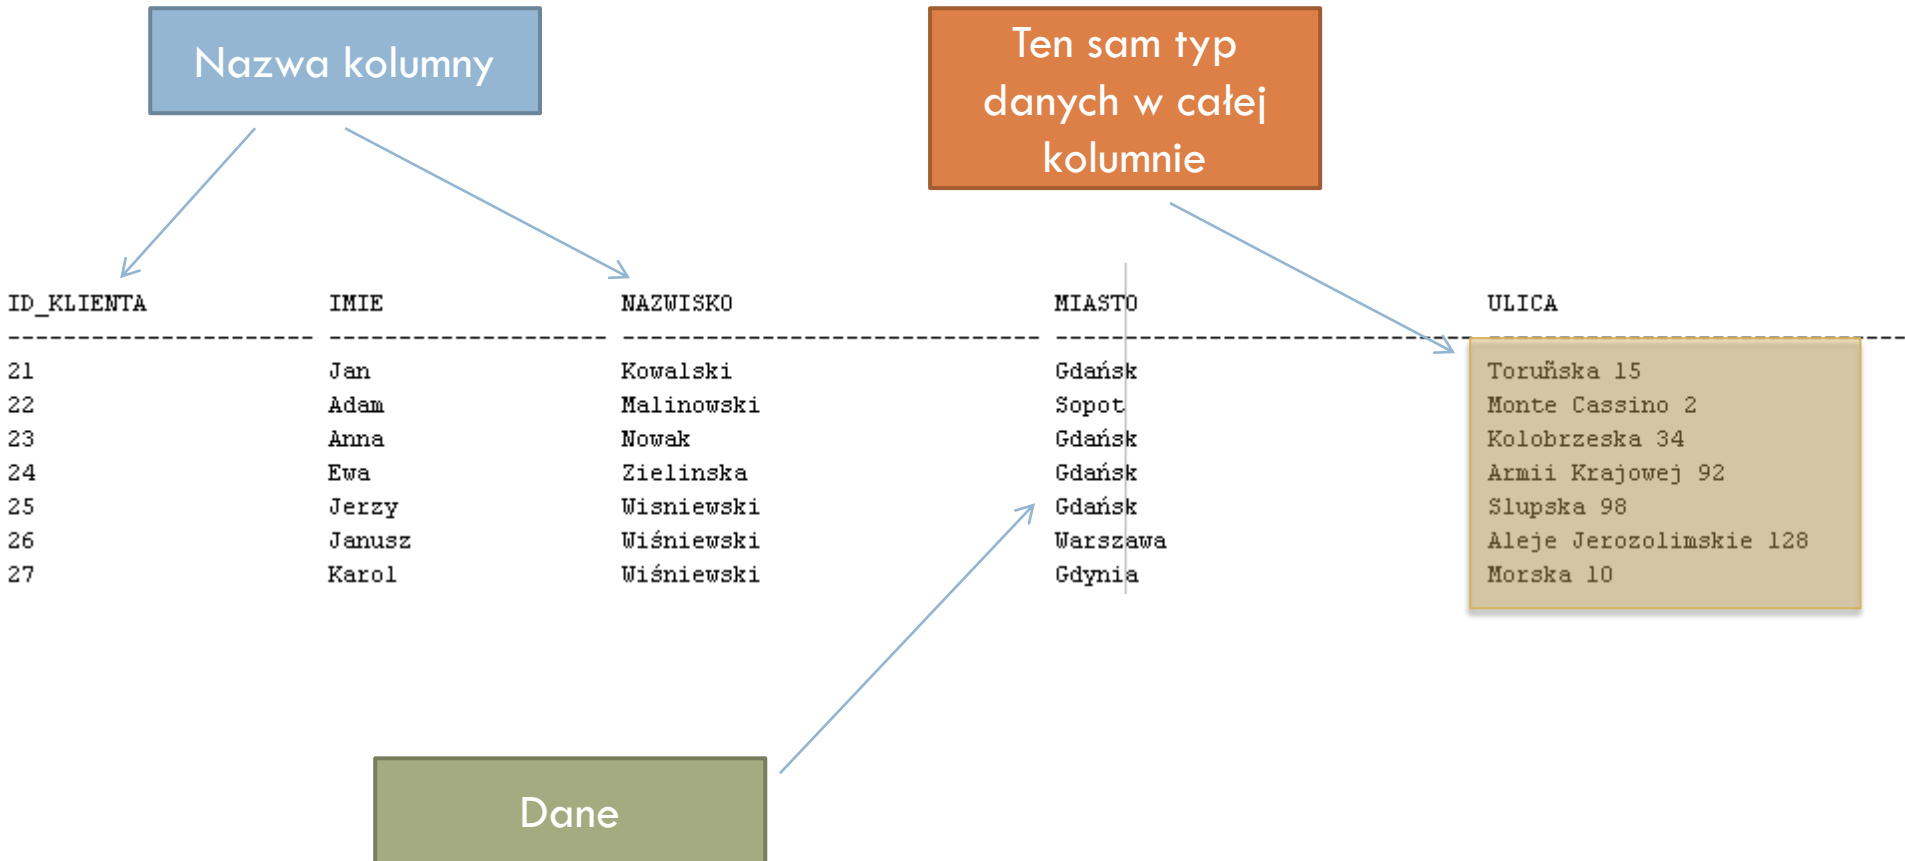 Nazwa kolumny
Ten sam typ
danych w całej
kolumnie
ID_KLIENTA IMIE NAZWISKO MIASTO ULICA
21 Jan Kowalski Gdańsk Toruñska 15
22 Adam Malinowski Sopot Monte Cassino 2
23 Anna Nowak Gdańsk Kolobrzeska 34
24 Ewa Zielinska Gdańsk Armii Krajowej 92
25 Jerzy Wisniewski Gdańsk Slupska 98
26 Janusz Wiśniewski Warszawa Aleje Jerozolimskie 128
27 Karol Wiśniewski Gdynia Morska 10
Dane